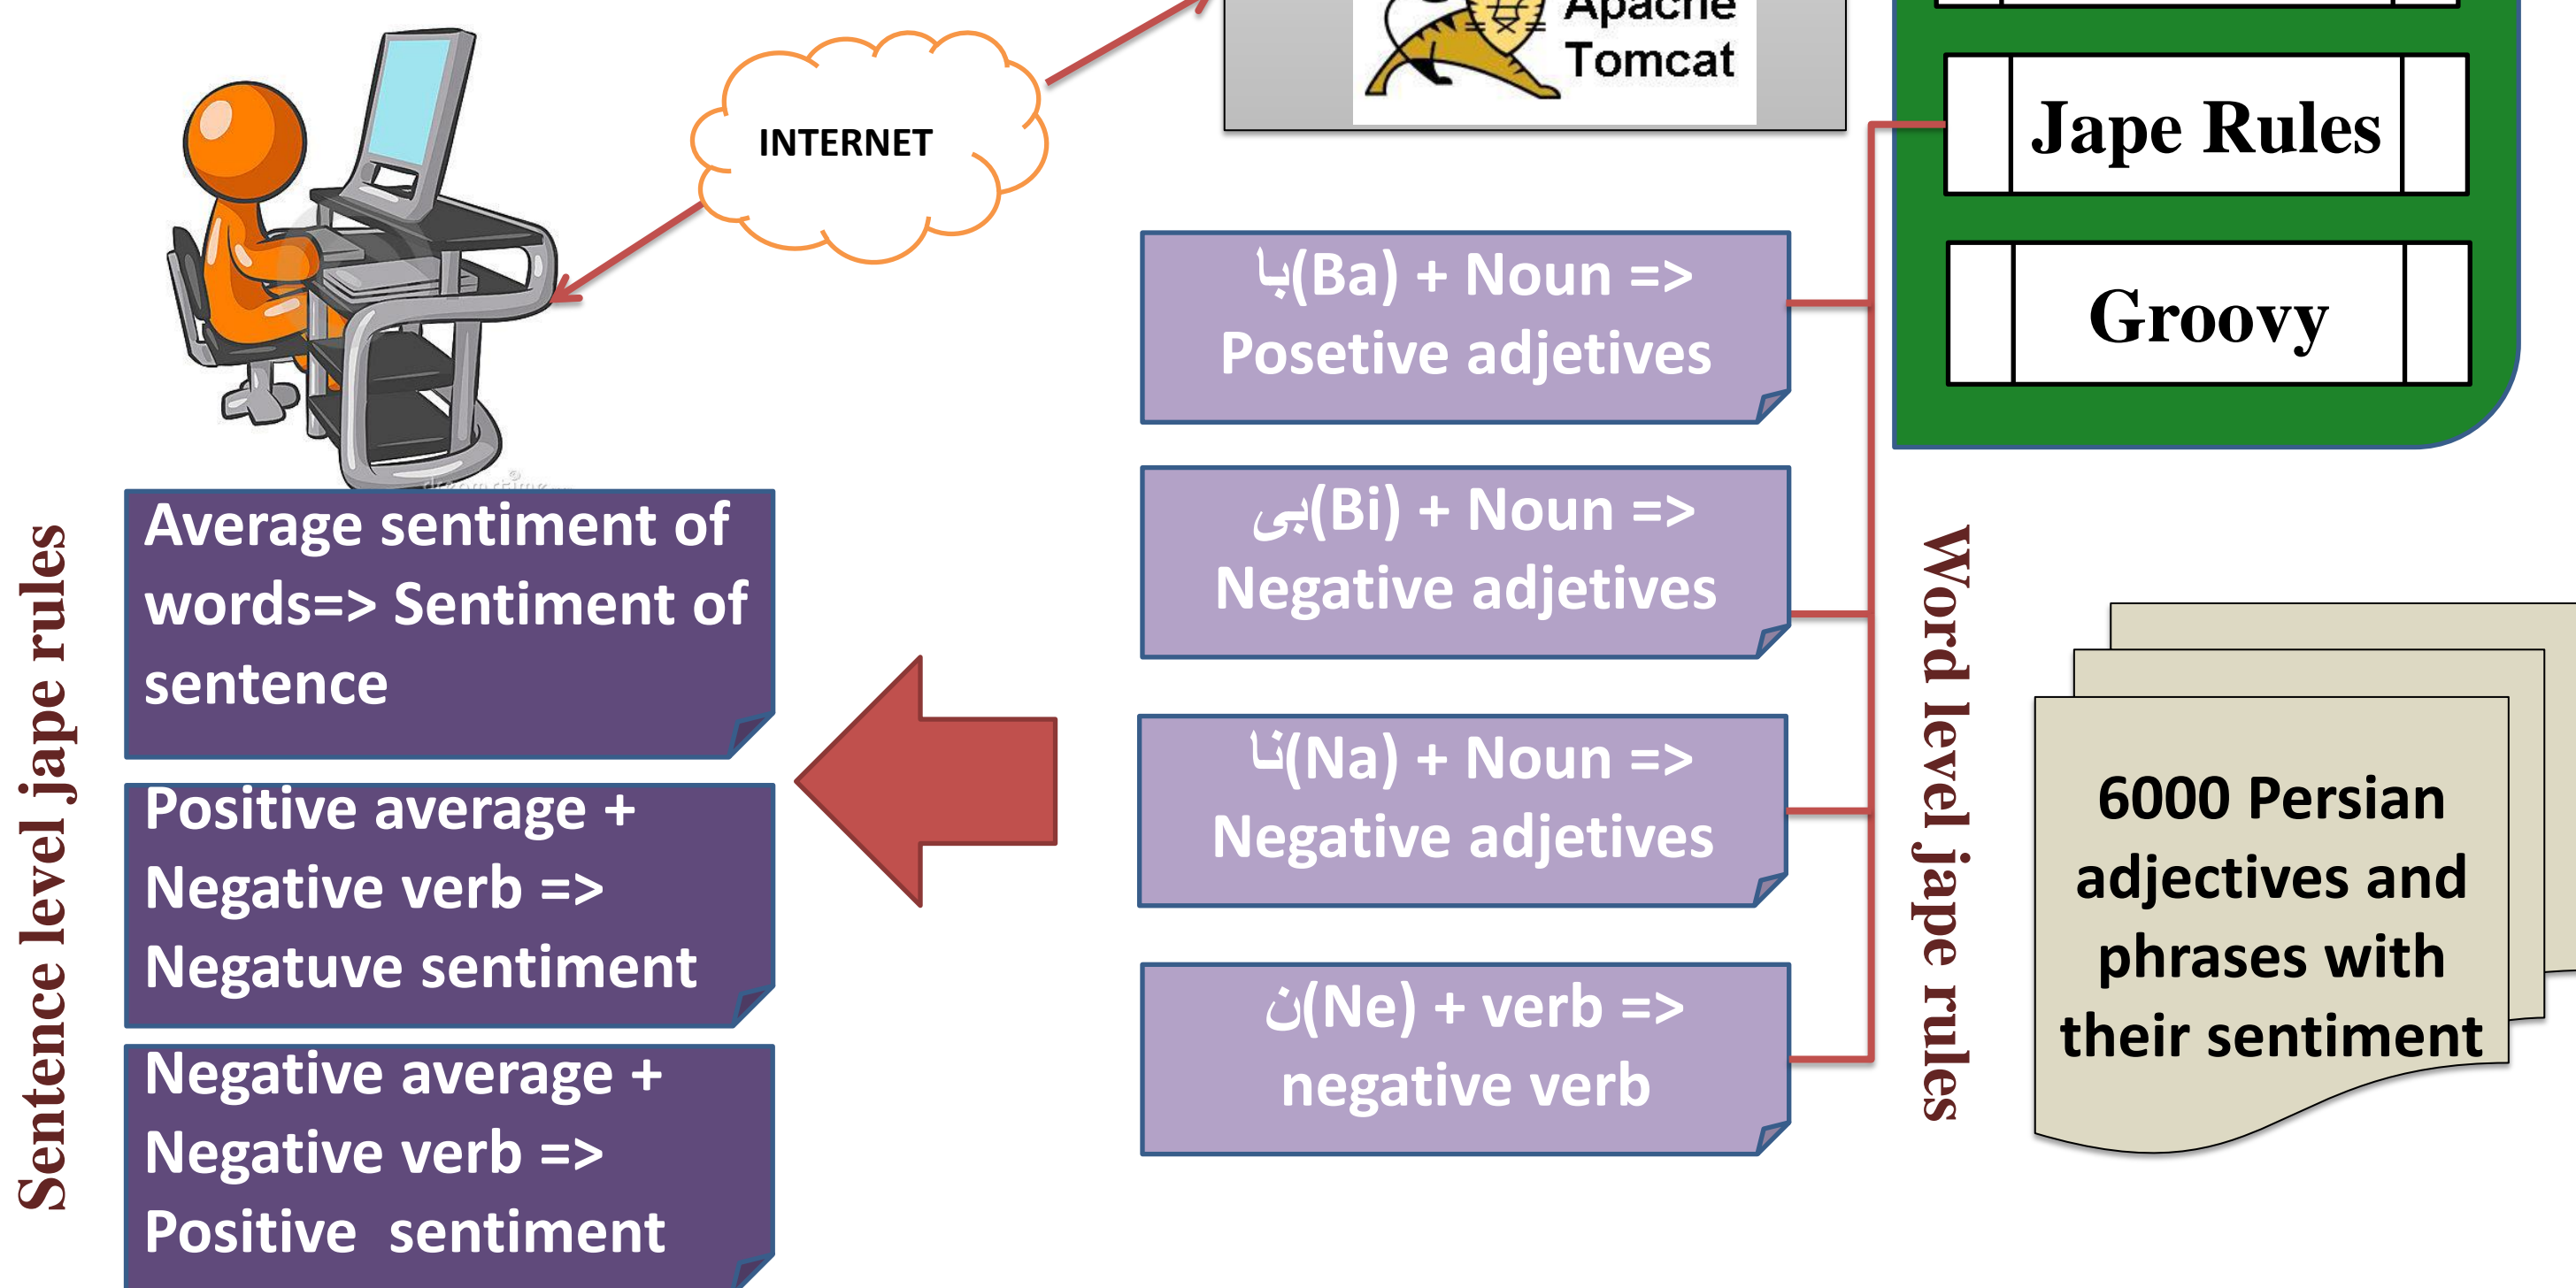 Apache
Tomcat
INTERNET
Jape Rules
Groovy
با(Ba) + Noun =>
Posetive adjetives
بی(Bi) + Noun =>
Negative adjetives
نا(Na) + Noun =>
Negative adjetives
ن(Ne) + verb =>
negative verb
Word level jape rules
6000 Persian
adjectives and
phrases with
their sentiment
Sentence level jape rules
Average sentiment of
words=> Sentiment of
sentence
Positive average +
Negative verb =>
Negatuve sentiment
Negative average +
Negative verb =>
Positive  sentiment